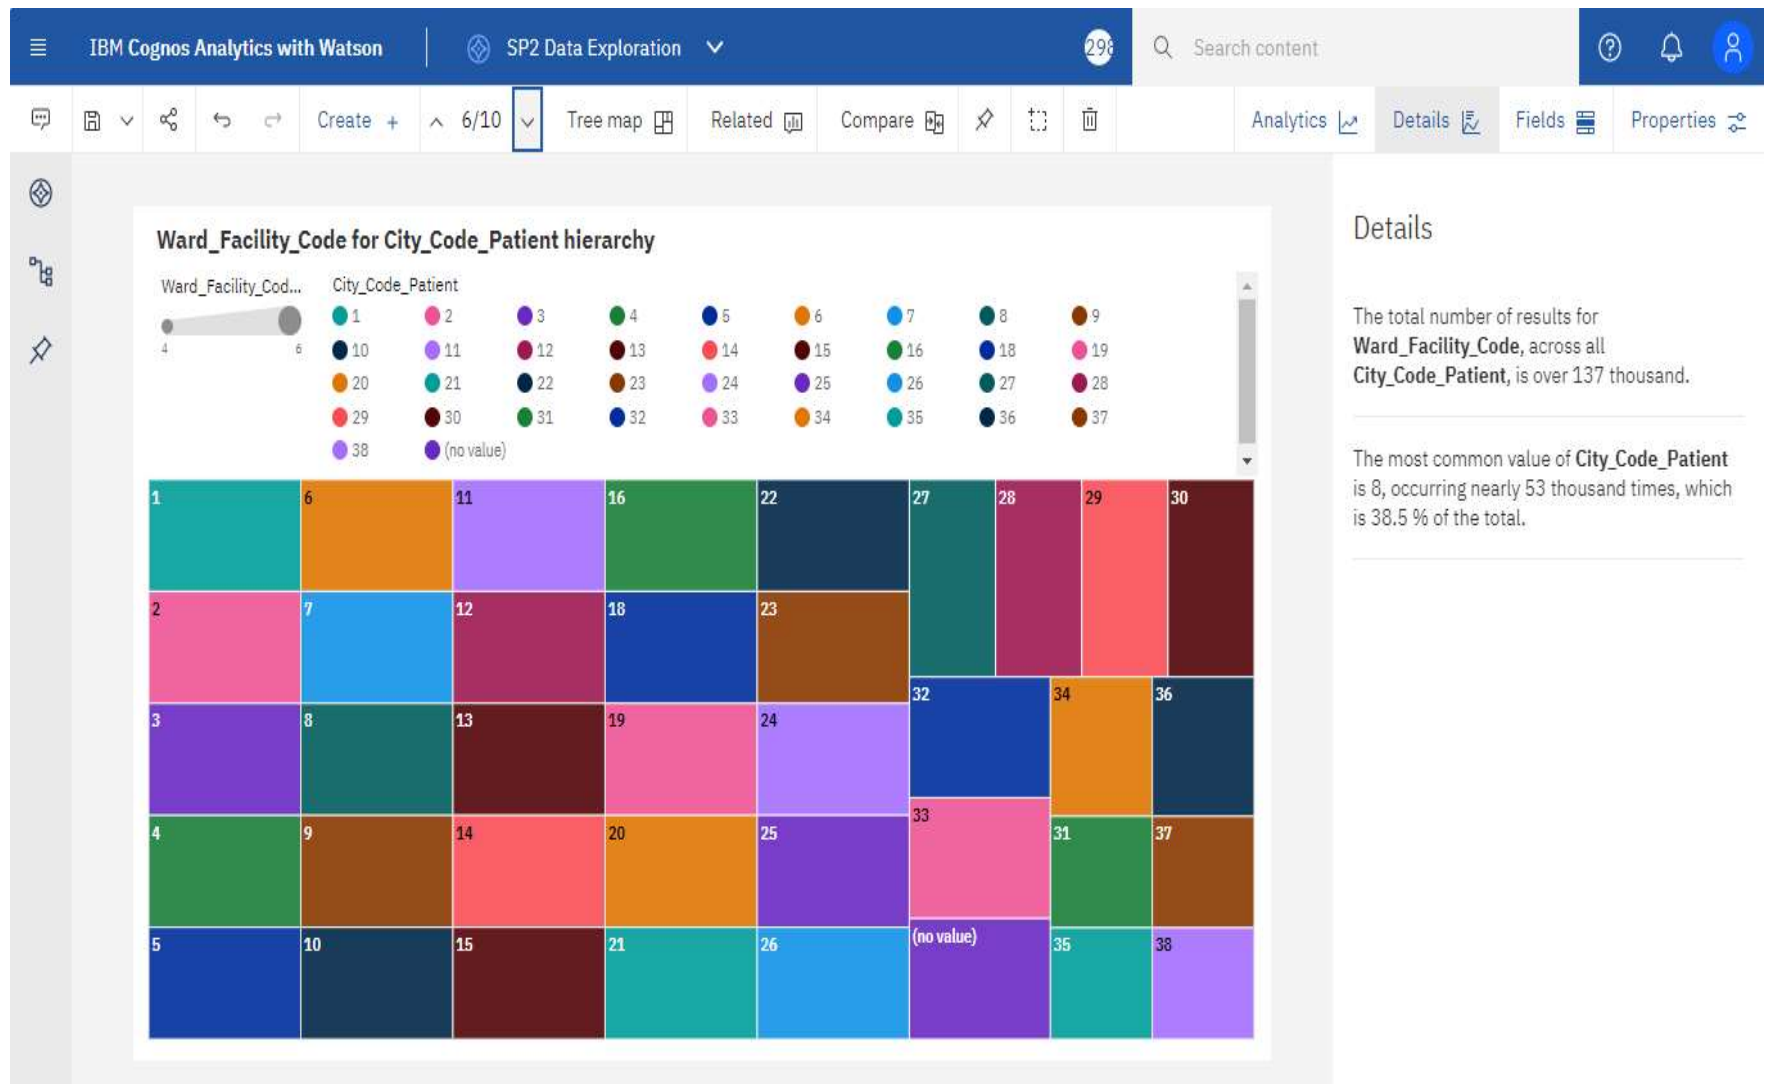 IBM Cognos Analytics with Watson
SP2 Data Exploration
298
Search content
Create +
6/10
Tree map
Related
Compare
Analytics
Details
Fields
Properties
Ward_Facility_Code for City_Code_Patient hierarchy
Ward_Facility_Cod...
4 6
City_Code_Patient
1 2 3 4 5 6 7 8 9
10 11 12 13 14 15 16 18 19
20 21 22 23 24 25 26 27 28
29 30 31 32 33 34 35 36 37
38 (no value)
1 6 11 16 22 27 28 29 30
2 7 12 18 23
32 34 36
3 8 13 19 24
33
4 9 14 20 25 31 37
(no value)
5 10 15 21 26 35 38
Details
The total number of results for
Ward_Facility_Code, across all
City_Code_Patient, is over 137 thousand.
The most common value of City_Code_Patient
is 8, occurring nearly 53 thousand times, which
is 38.5 % of the total.